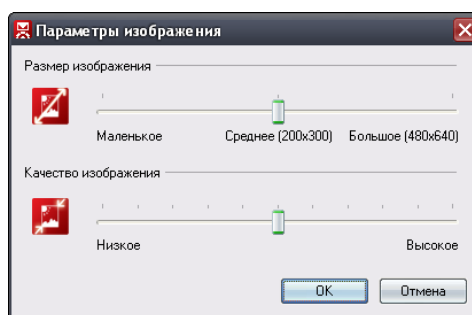 Параметры изображения
Размер изображения
Маленькое Среднее (200x300) Большое (480x640)
Качество изображения
Низкое Высокое
OK Отмена